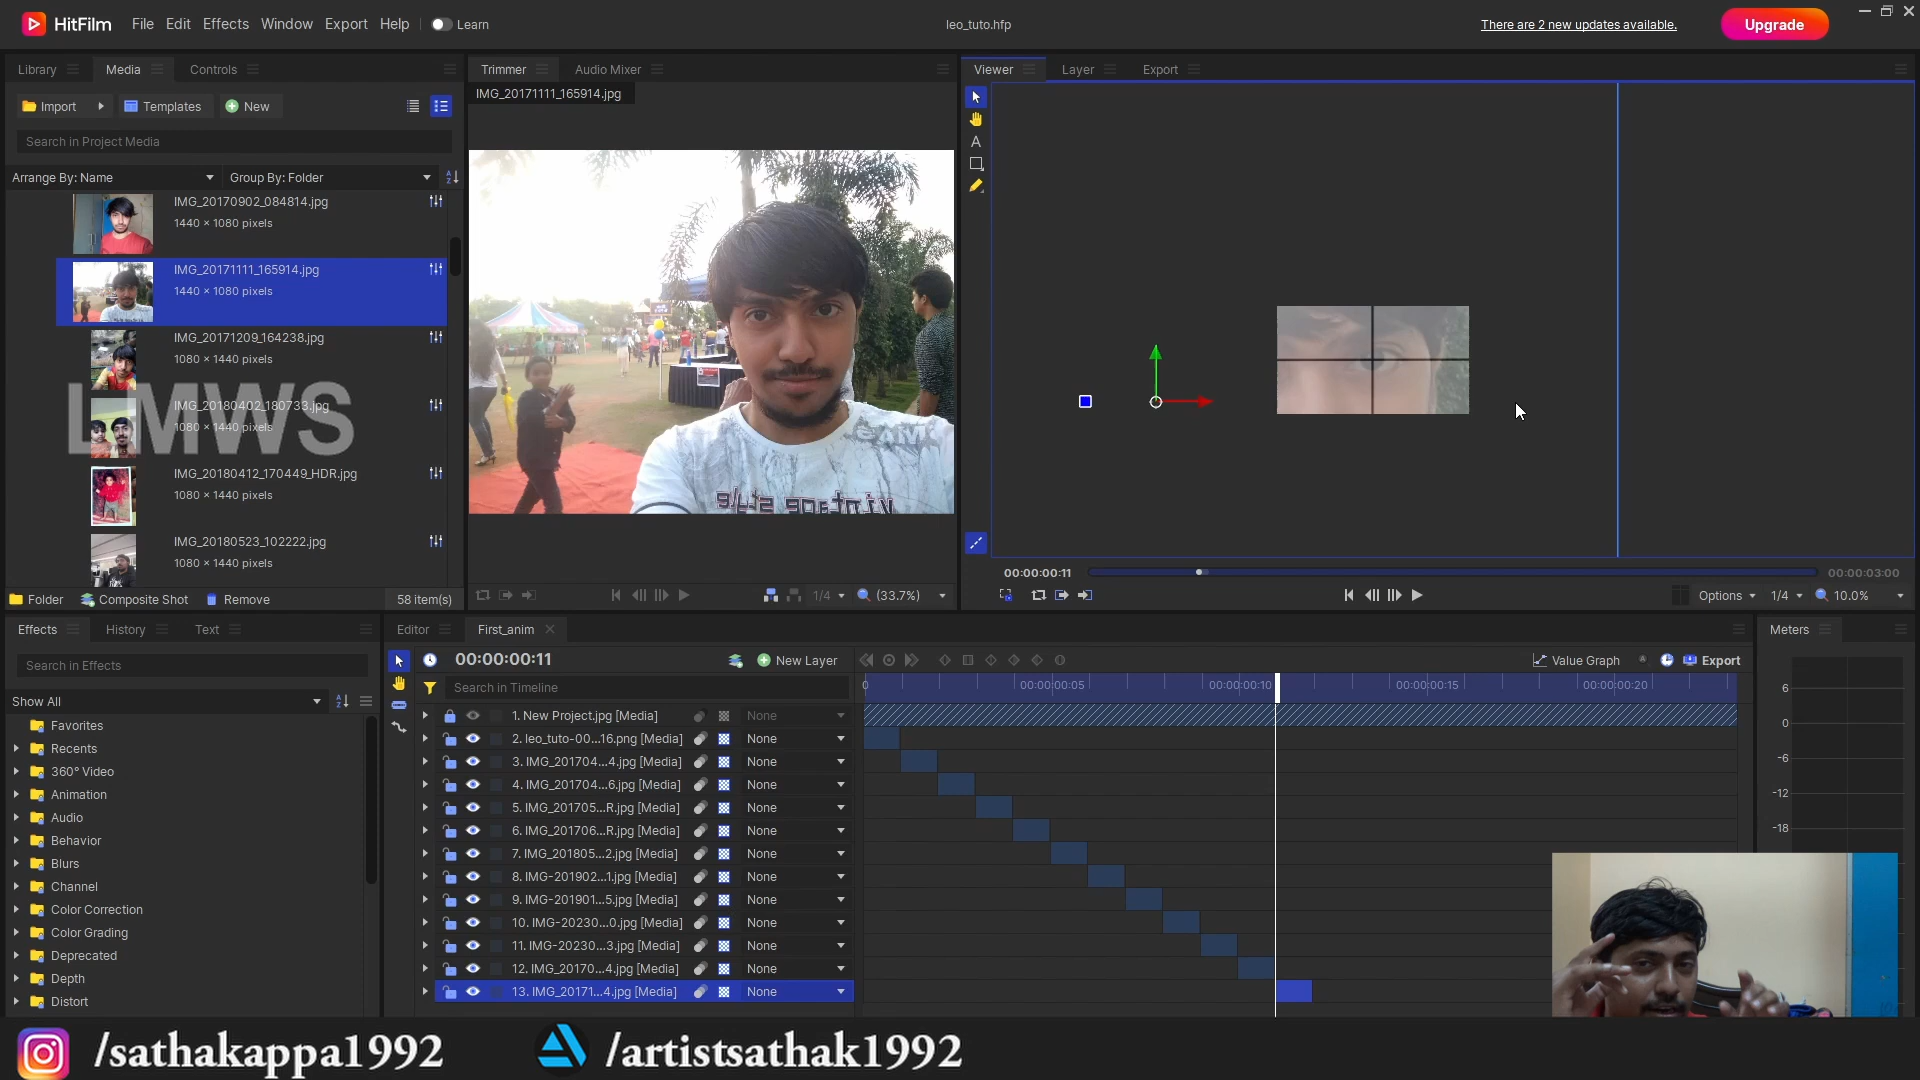 HitFilm File Edit Effects Window Export Help Learn leo_tuto.hfp There are 2 new updates available. Upgrade
Library Media Controls Trimmer Audio Mixer Viewer Layer Export
IMG_20171111_165914.jpg
Import Templates New
Search in Project Media
Arrange By: Name Group By: Folder
IMG_20170902_084814.jpg
1440 × 1080 pixels
IMG_20171111_165914.jpg
1440 × 1080 pixels
IMG_20171209_164238.jpg
1080 × 1440 pixels
LMWS
IMG_20180402_180733.jpg
1080 × 1440 pixels
IMG_20180412_170449_HDR.jpg
1080 × 1440 pixels
IMG_20180523_102222.jpg
1080 × 1440 pixels
00:00:00:11 00:00:03:00
Folder Composite Shot Remove 58 item(s) 1/4 (33.7%) Options 1/4 10.0%
Effects History Text Editor First_anim Meters
Search in Effects 00:00:00:11 New Layer Value Graph Export
Search in Timeline 0 00:00:00:05 00:00:00:10 00:00:00:15 00:00:00:20
Show All
Favorites
Recents
360° Video
Animation
Audio
Behavior
Blurs
Channel
Color Correction
Color Grading
Deprecated
Depth
Distort
1. New Project.jpg [Media] None
2. leo_tuto-00...16.png [Media] None
3. IMG_201704...4.jpg [Media] None
4. IMG_201704...6.jpg [Media] None
5. IMG_201705...R.jpg [Media] None
6. IMG_201706...R.jpg [Media] None
7. IMG_201805...2.jpg [Media] None
8. IMG-201902...1.jpg [Media] None
9. IMG-201901...5.jpg [Media] None
10. IMG-20230...0.jpg [Media] None
11. IMG-20230...3.jpg [Media] None
12. IMG_20170...4.jpg [Media] None
13. IMG_20171...4.jpg [Media] None
6
0
-6
-12
-18
/sathakappa1992 /artistsathak1992